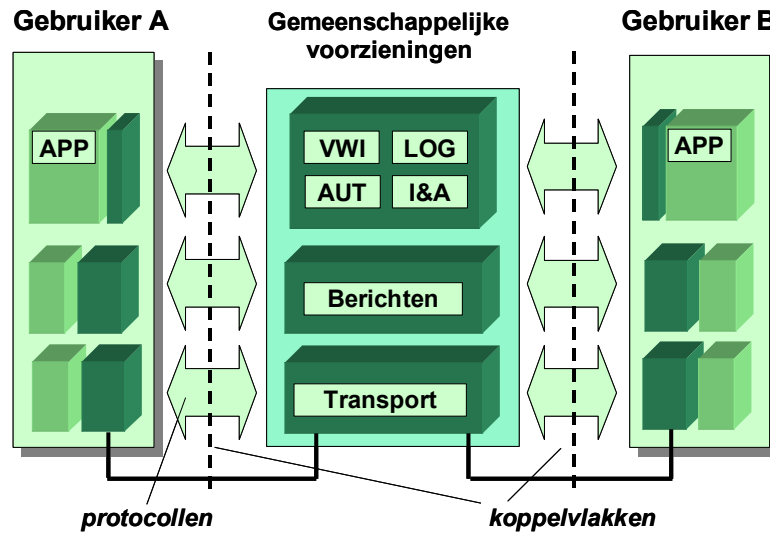 Gebruiker A
Gemeenschappelijke
voorzieningen
Gebruiker B
APP
VWI
LOG
AUT
I&A
APP
Berichten
Transport
protocollen
koppelvlakken